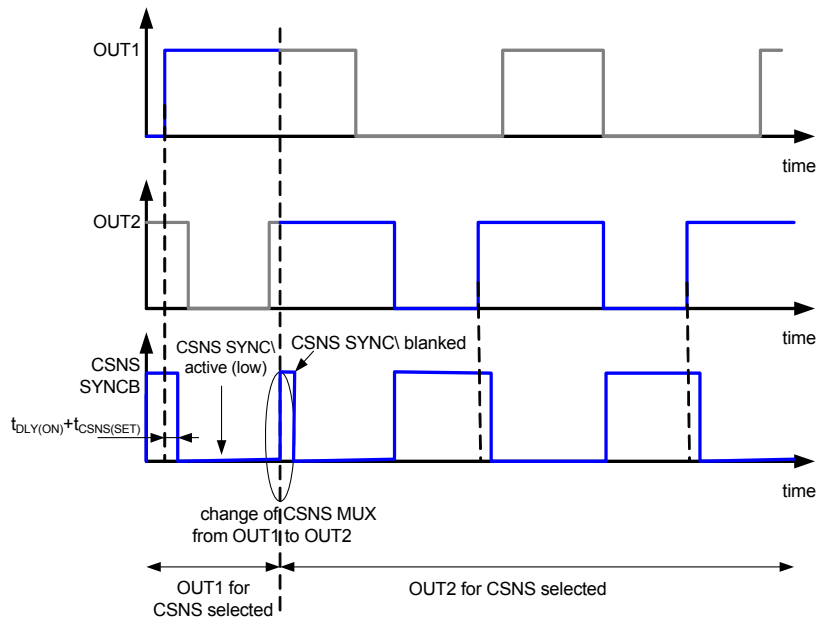 OUT1
time
OUT2
time
CSNS
SYNCB
CSNS SYNC\
active (low)
CSNS SYNC\ blanked
tDLY(ON)+tCSNS(SET)
time
change of CSNS MUX
from OUT1 to OUT2
OUT1 for
CSNS selected
OUT2 for CSNS selected